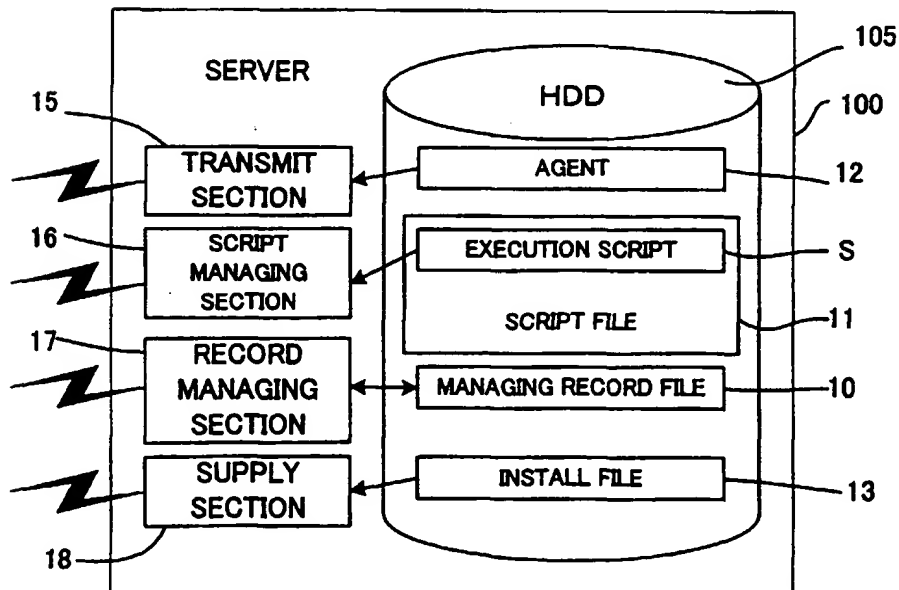 105
SERVER
HDD
100
15
TRANSMIT
SECTION
AGENT
12
16
SCRIPT
MANAGING
SECTION
EXECUTION SCRIPT
S
SCRIPT FILE
11
17
RECORD
MANAGING
SECTION
MANAGING RECORD FILE
10
SUPPLY
SECTION
INSTALL FILE
13
18